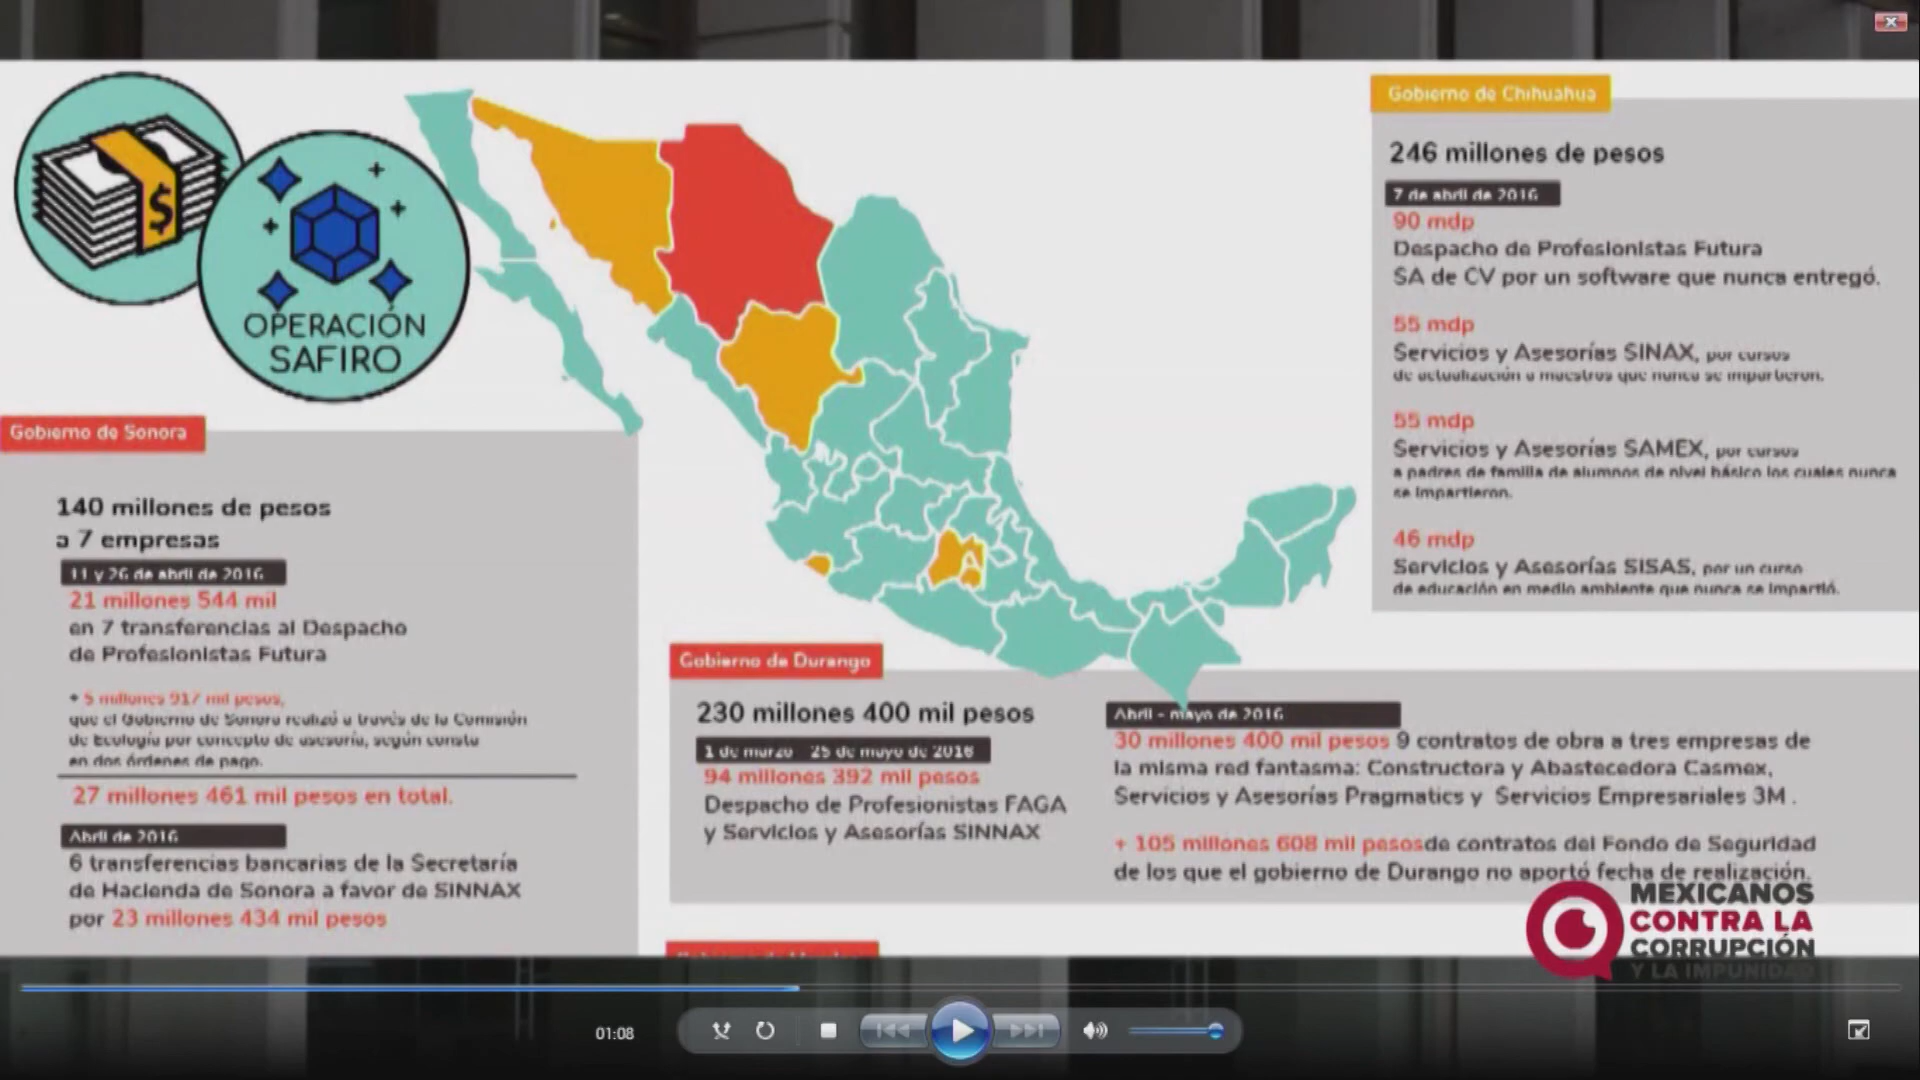 OPERACIÓN
SAFIRO
Gobierno de Sonora
140 millones de pesos
a 7 empresas
11 y 26 de abril de 2016
21 millones 544 mil
en 7 transferencias al Despacho
de Profesionistas Futura
+ 5 millones 917 mil pesos,
que el Gobierno de Sonora realizó a través de la Comisión
de Ecología por concepto de asesoría, según consta
en dos órdenes de pago.
27 millones 461 mil pesos en total.
Abril de 2016
6 transferencias bancarias de la Secretaría
de Hacienda de Sonora a favor de SINNAX
por 23 millones 434 mil pesos
Gobierno de Chihuahua
246 millones de pesos
7 de abril de 2016
90 mdp
Despacho de Profesionistas Futura
SA de CV por un software que nunca entregó.
55 mdp
Servicios y Asesorías SINAX, por cursos
de actualización a maestros que nunca se impartieron.
55 mdp
Servicios y Asesorías SAMEX, por cursos
a padres de familia de alumnos de nivel básico los cuales nunca
se impartieron.
46 mdp
Servicios y Asesorías SISAS, por un curso
de educación en medio ambiente que nunca se impartió.
Gobierno de Durango
230 millones 400 mil pesos
1 de marzo - 25 de mayo de 2016
94 millones 392 mil pesos
Despacho de Profesionistas FAGA
y Servicios y Asesorías SINNAX
Abril - mayo de 2016
30 millones 400 mil pesos 9 contratos de obra a tres empresas de
la misma red fantasma: Constructora y Abastecedora Casmex,
Servicios y Asesorías Pragmatics y Servicios Empresariales 3M .
+ 105 millones 608 mil pesos de contratos del Fondo de Seguridad
de los que el gobierno de Durango no aportó fecha de realización.
MEXICANOS
CONTRA LA
CORRUPCIÓN
Y LA IMPUNIDAD
01:08